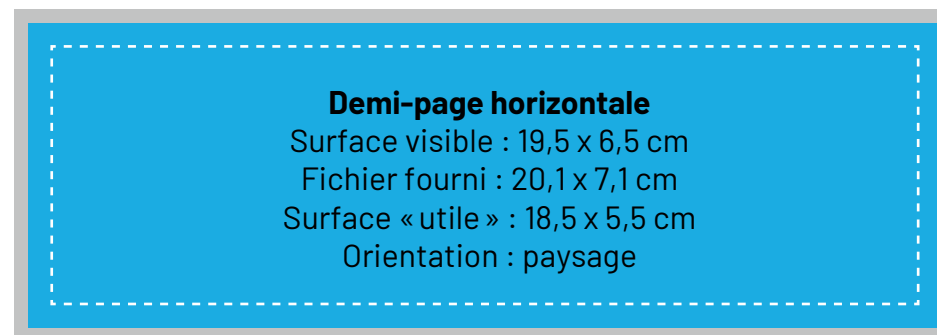 Demi-page horizontale
Surface visible : 19,5 x 6,5 cm
Fichier fourni : 20,1 x 7,1 cm
Surface « utile » : 18,5 x 5,5 cm
Orientation : paysage